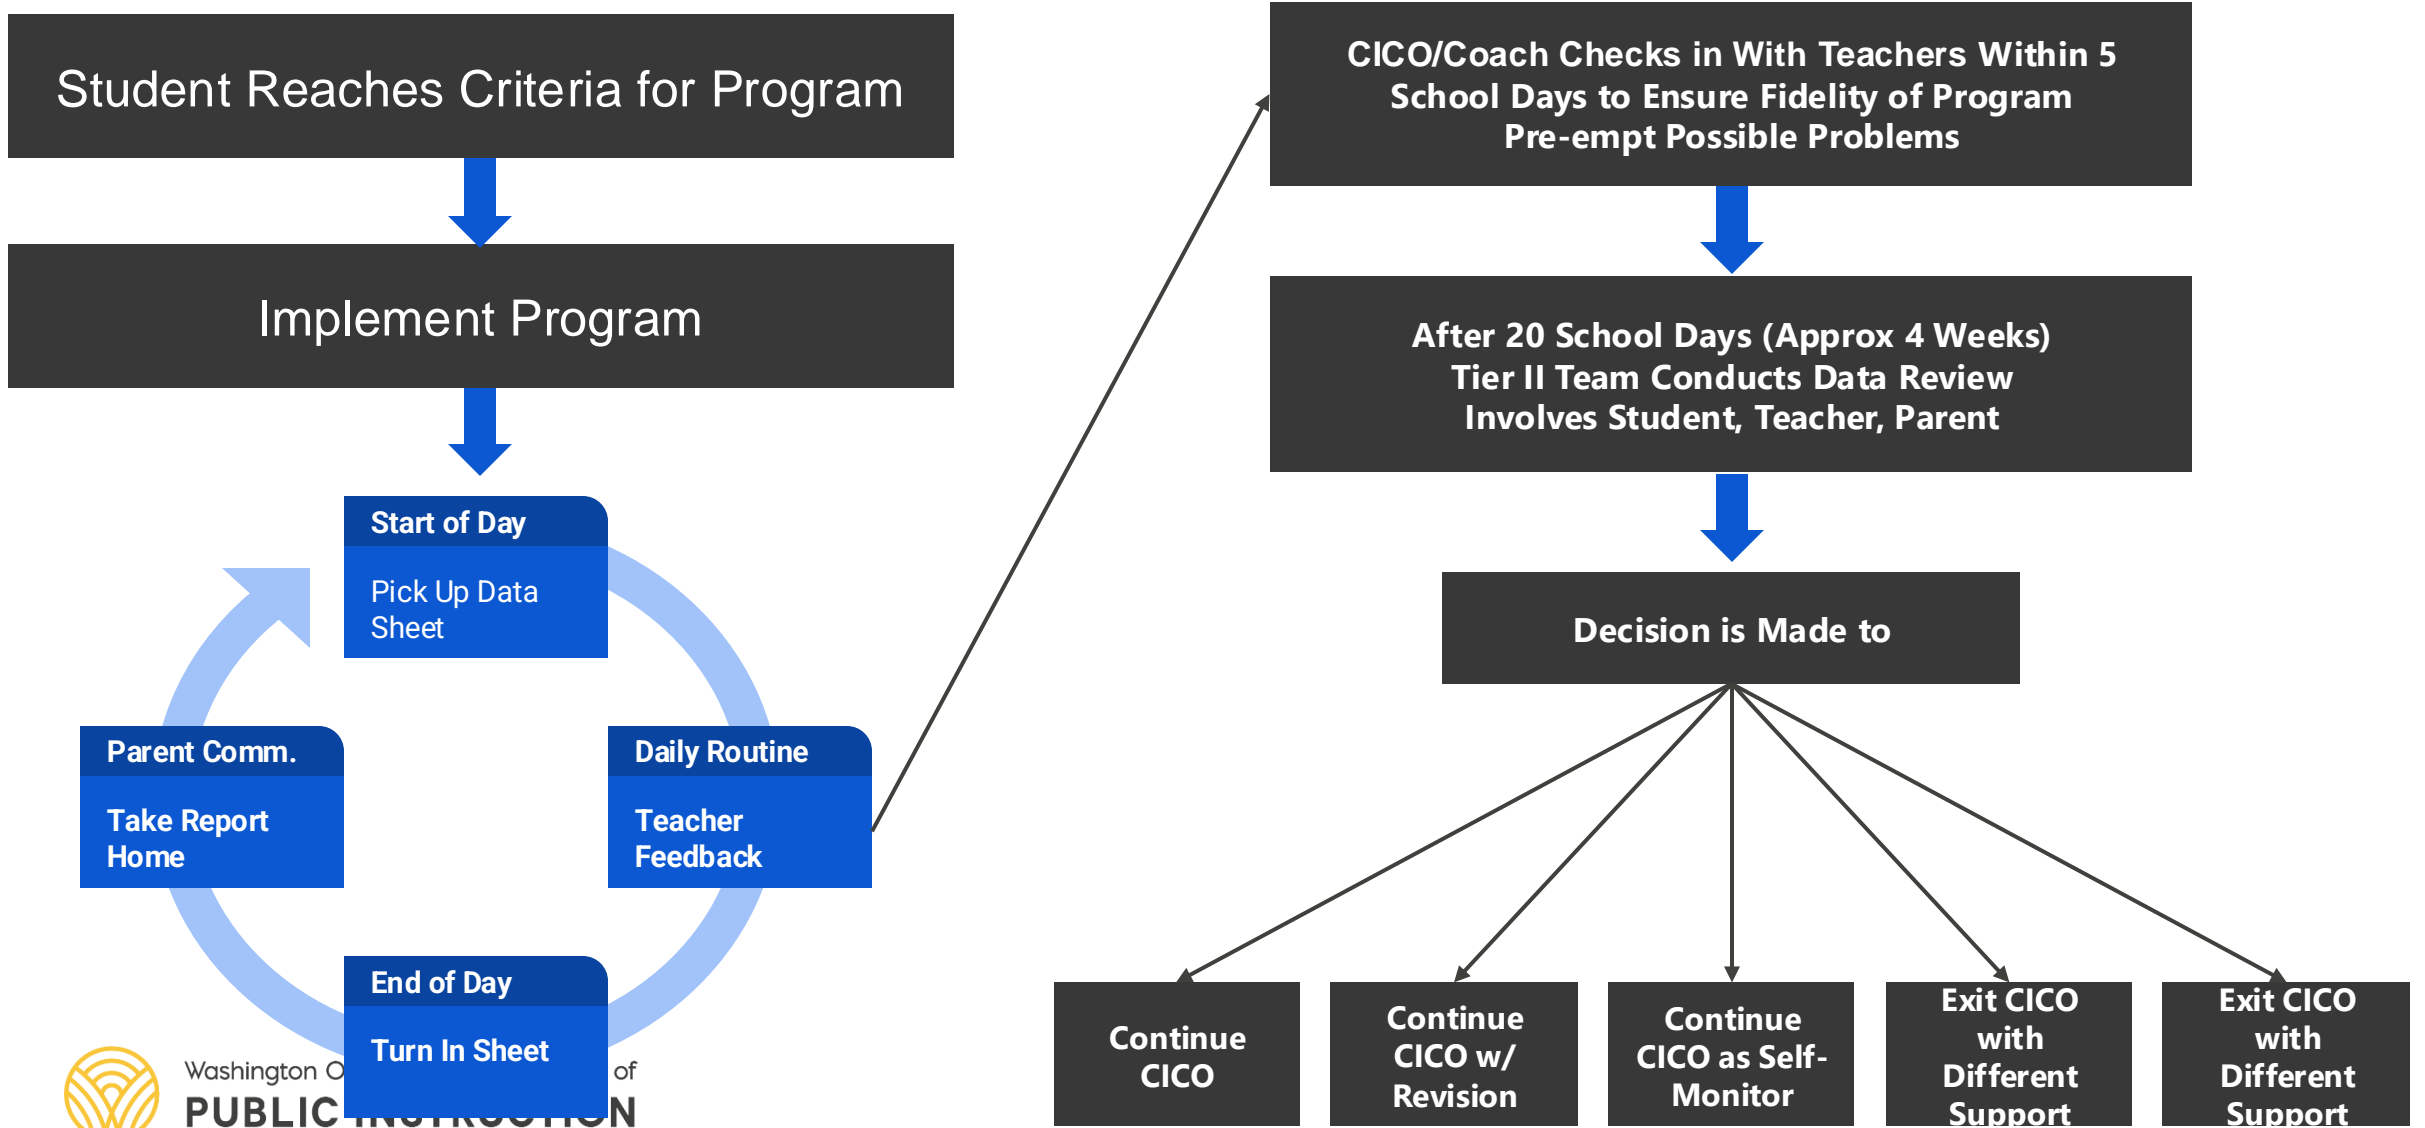 Student Reaches Criteria for Program
Implement Program
Start of Day
Pick Up Data
Sheet
Daily Routine
Teacher
Feedback
End of Day
Turn In Sheet
Parent Comm.
Take Report
Home
CICO/Coach Checks in With Teachers Within 5
School Days to Ensure Fidelity of Program
Pre-empt Possible Problems
After 20 School Days (Approx 4 Weeks)
Tier II Team Conducts Data Review
Involves Student, Teacher, Parent
Decision is Made to
Continue
CICO
Continue
CICO w/
Revision
Continue
CICO as Self-
Monitor
Exit CICO
with
Different
Support
Exit CICO
with
Different
Support
Washington of
PUBLIC INSTRUCTION